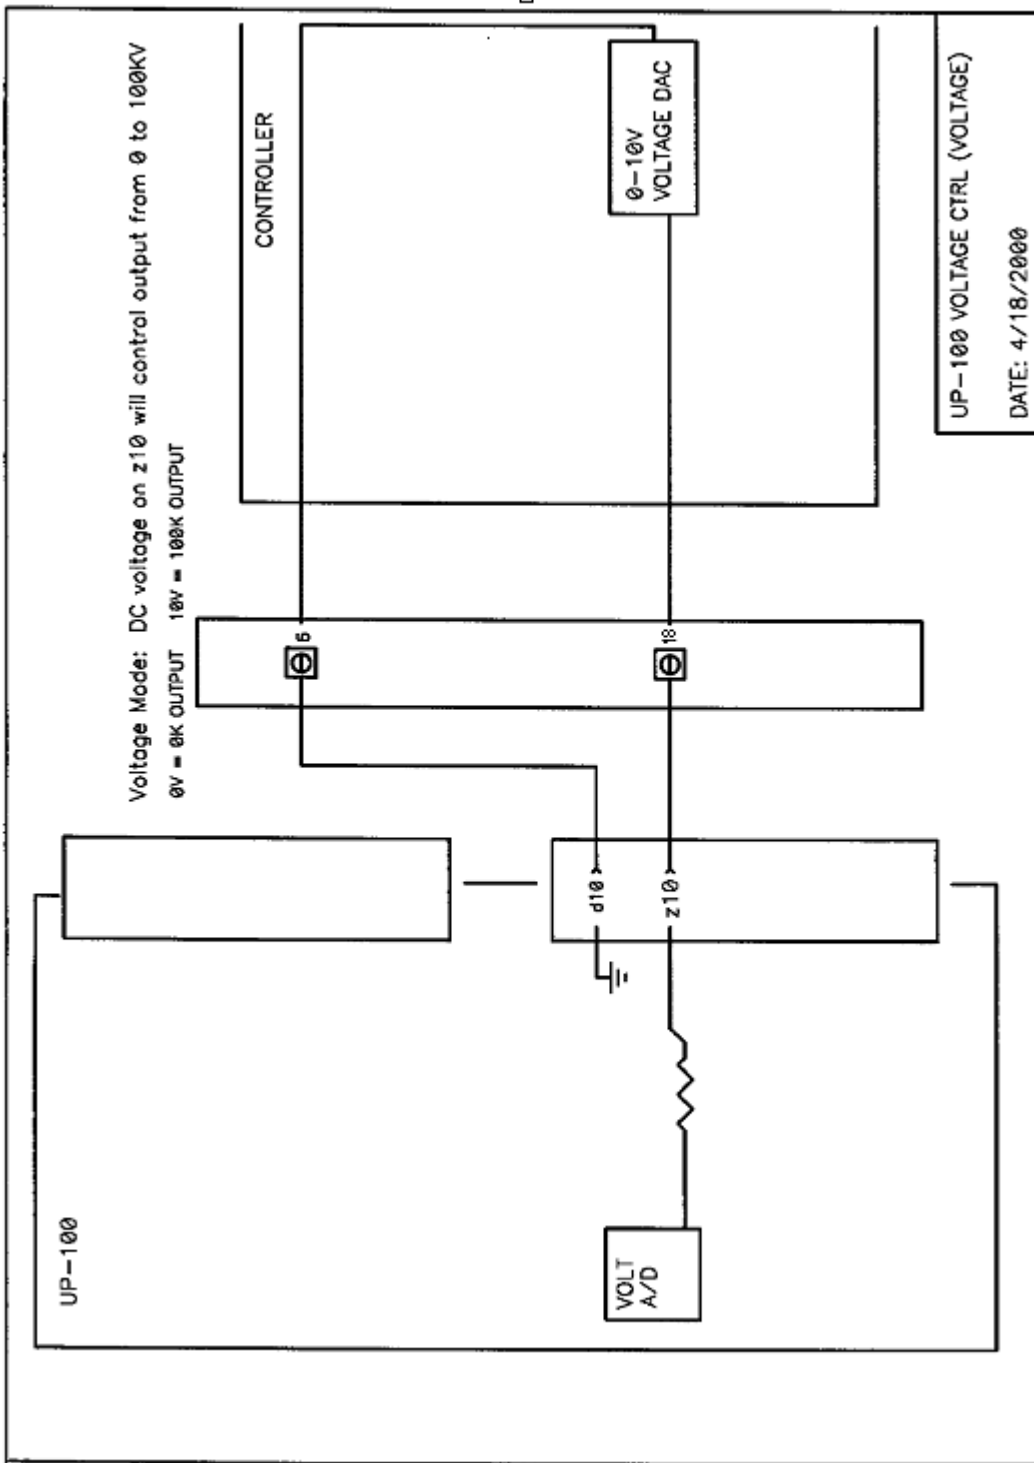 Voltage Mode: DC voltage on z10 will control output from 0 to 100KV
0V = 0K OUTPUT 10V = 100K OUTPUT
UP-100
CONTROLLER
6
d10
z10
18
VOLT
A/D
0-10V
VOLTAGE DAC
UP-100 VOLTAGE CTRL (VOLTAGE)
DATE: 4/18/2000